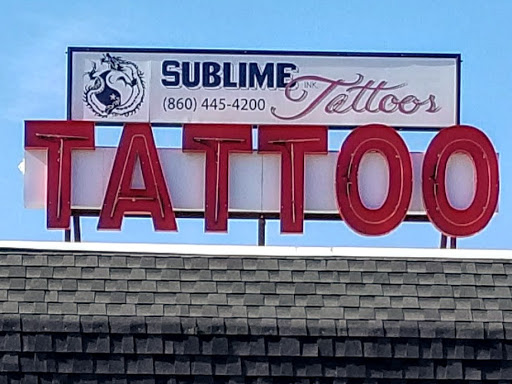 SUBLIME INK. Tattoos
(860) 445-4200
TATTOO